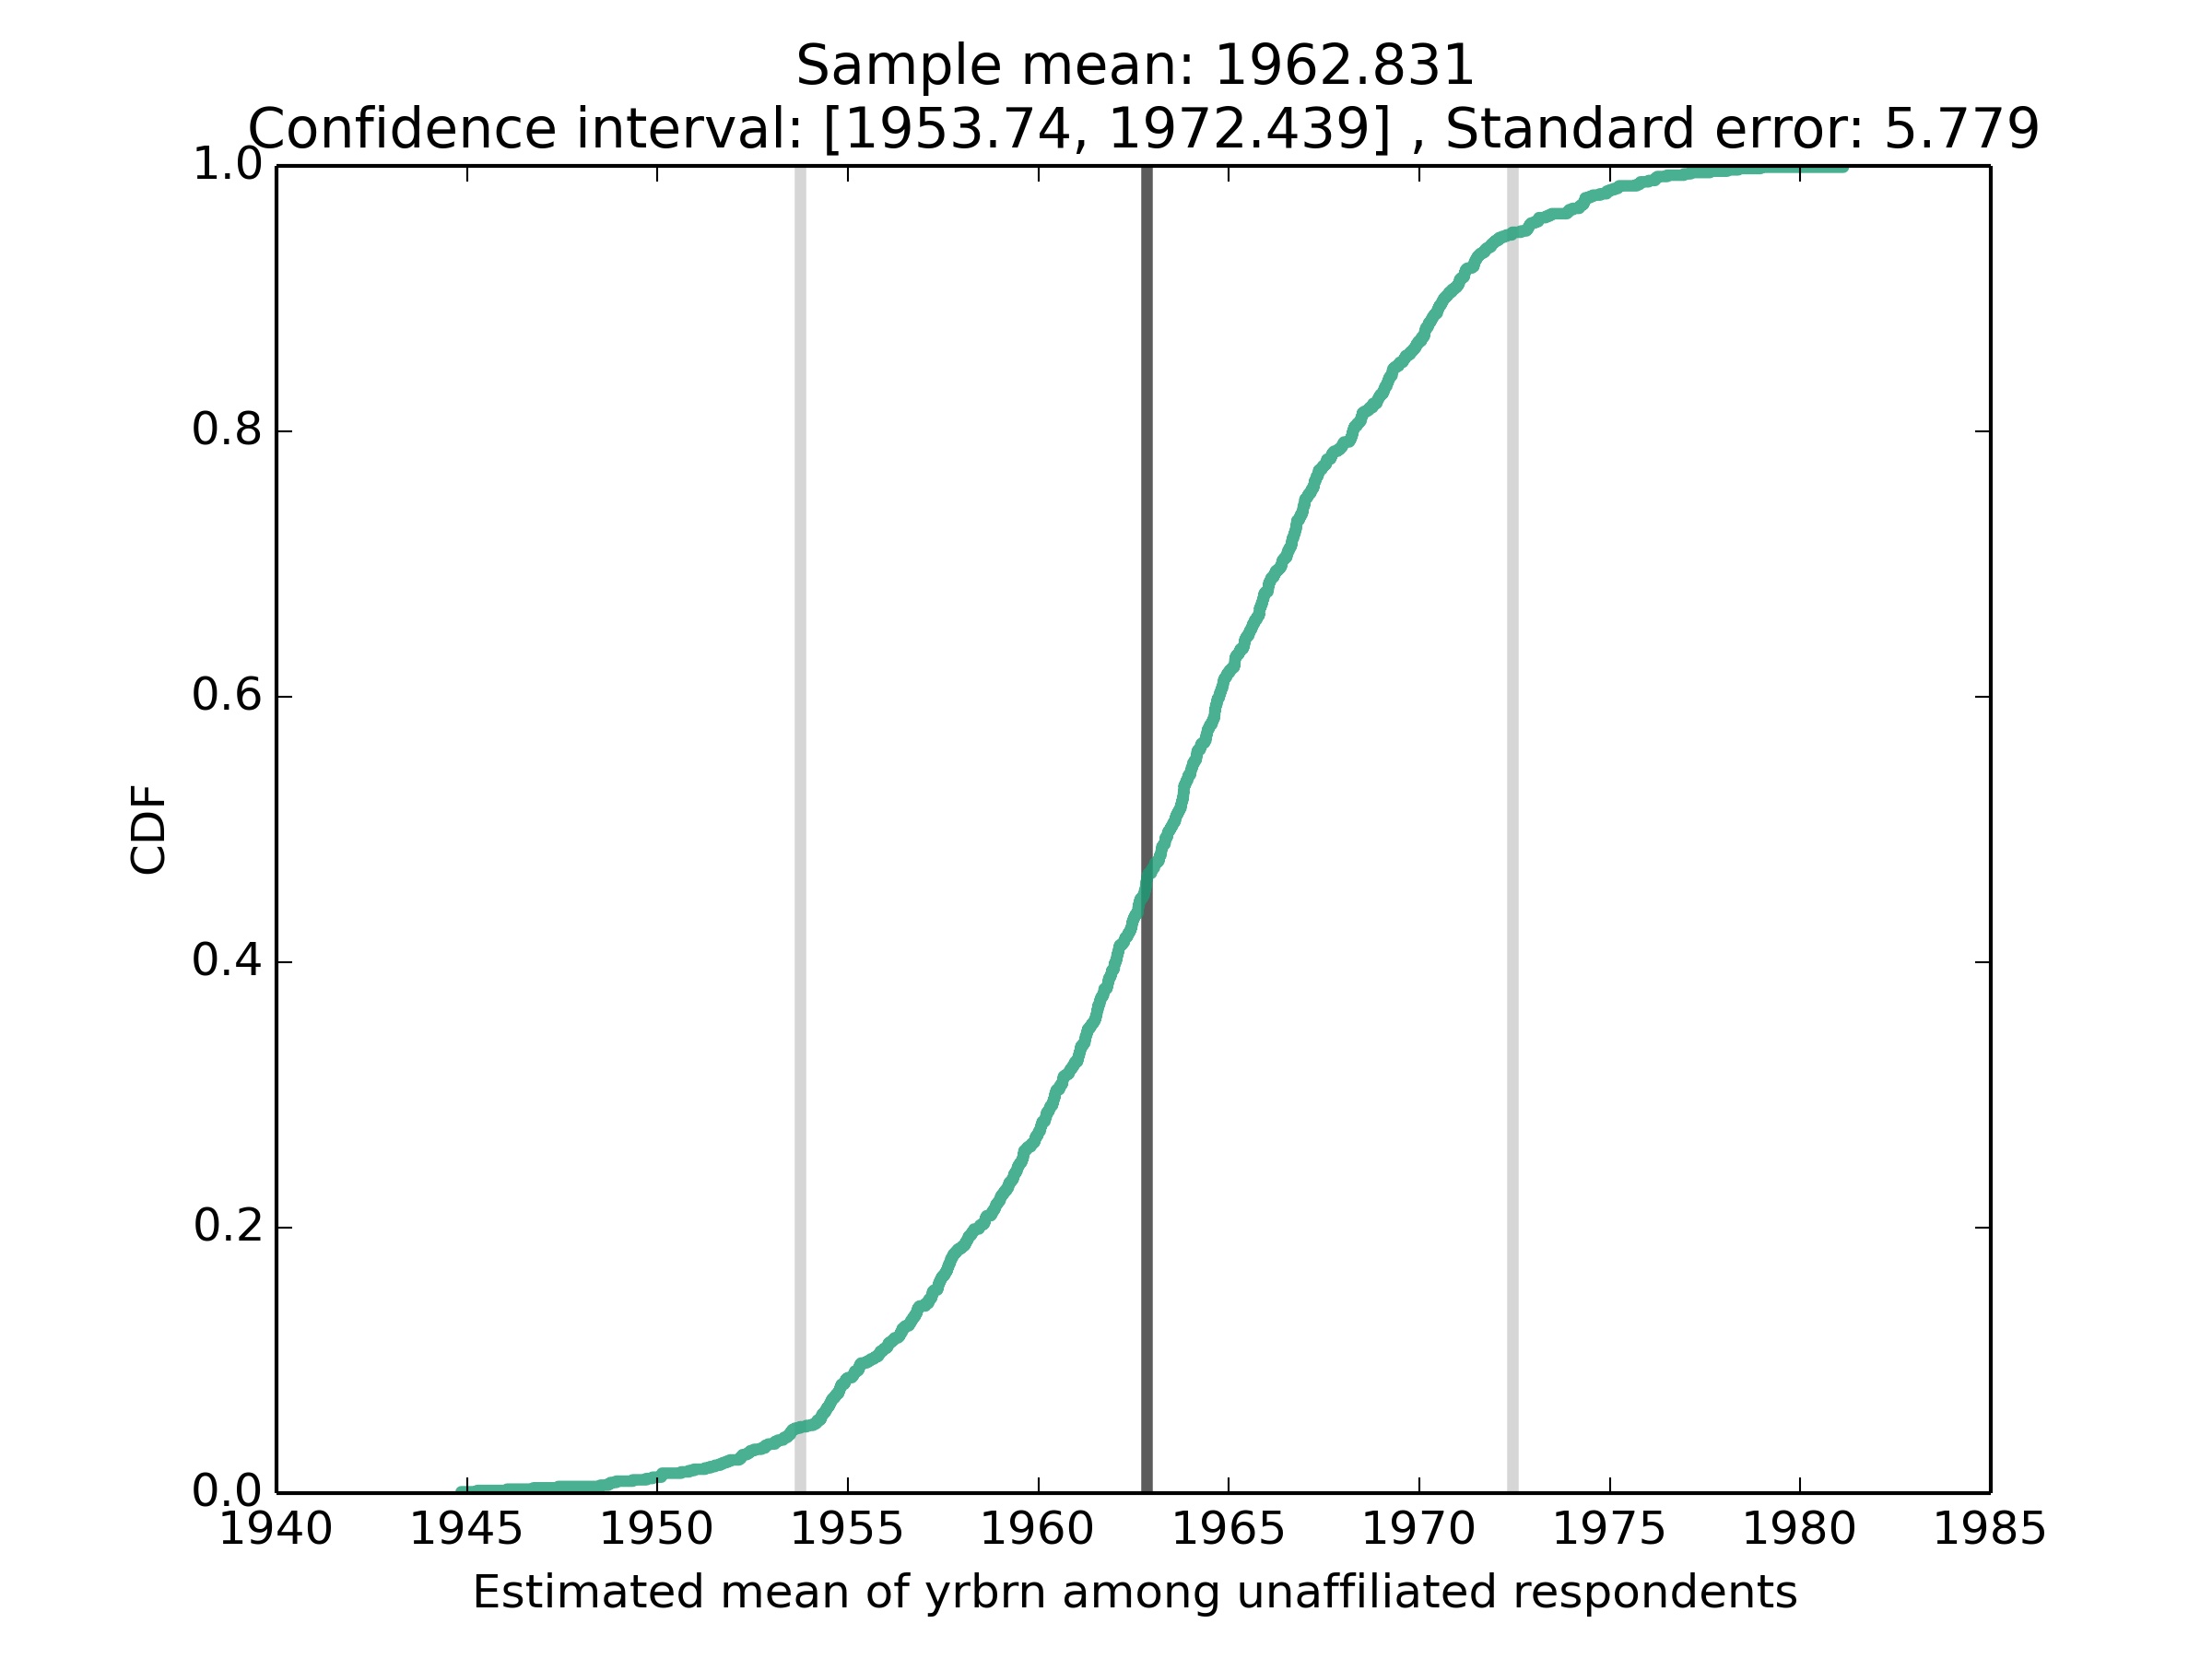 Sample mean: 1962.831
Confidence interval: [1953.74, 1972.439] , Standard error: 5.779
1.0
0.8
0.6
0.4
0.2
0.0
CDF
1940 1945 1950 1955 1960 1965 1970 1975 1980 1985
Estimated mean of yrbrn among unaffiliated respondents